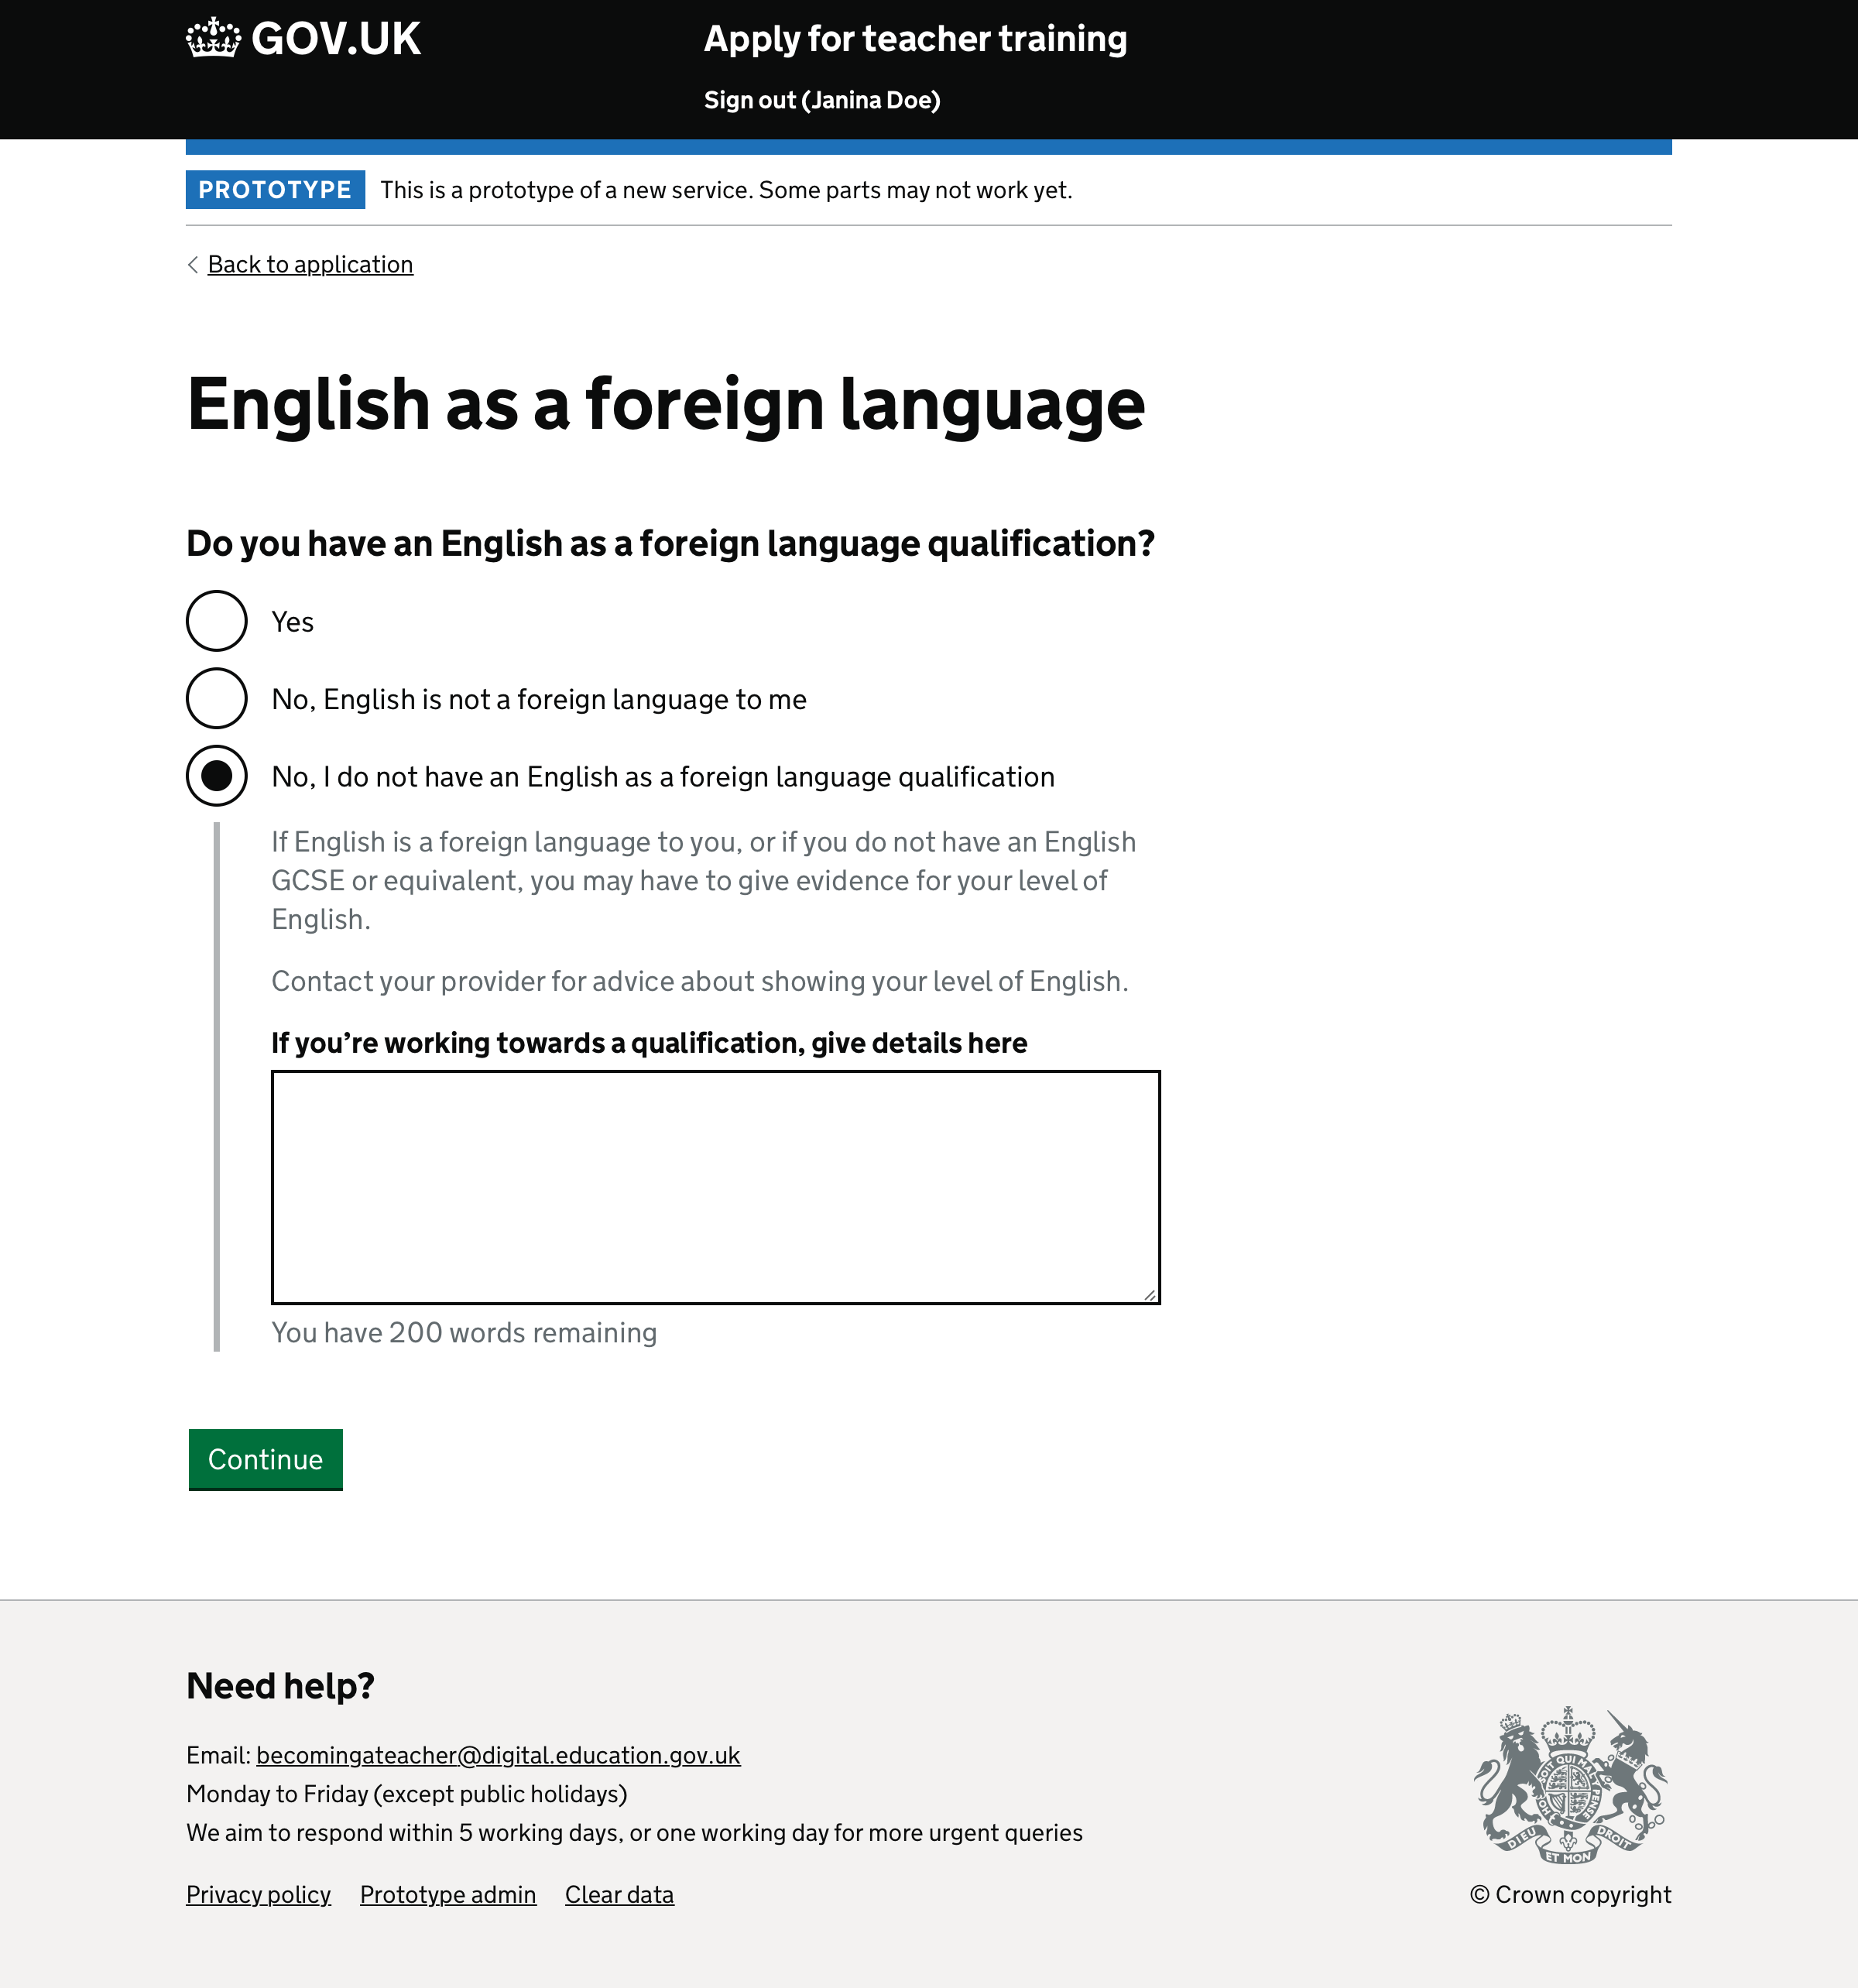 GOV.UK
Apply for teacher training
Sign out (Janina Doe)
PROTOTYPE This is a prototype of a new service. Some parts may not work yet.
Back to application
English as a foreign language
Do you have an English as a foreign language qualification?
Yes
No, English is not a foreign language to me
No, I do not have an English as a foreign language qualification
If English is a foreign language to you, or if you do not have an English
GCSE or equivalent, you may have to give evidence for your level of
English.
Contact your provider for advice about showing your level of English.
If you’re working towards a qualification, give details here
You have 200 words remaining
Continue
Need help?
Email: becomingateacher@digital.education.gov.uk
Monday to Friday (except public holidays)
We aim to respond within 5 working days, or one working day for more urgent queries
Privacy policy Prototype admin Clear data
DIEU ET MON DROIT
© Crown copyright